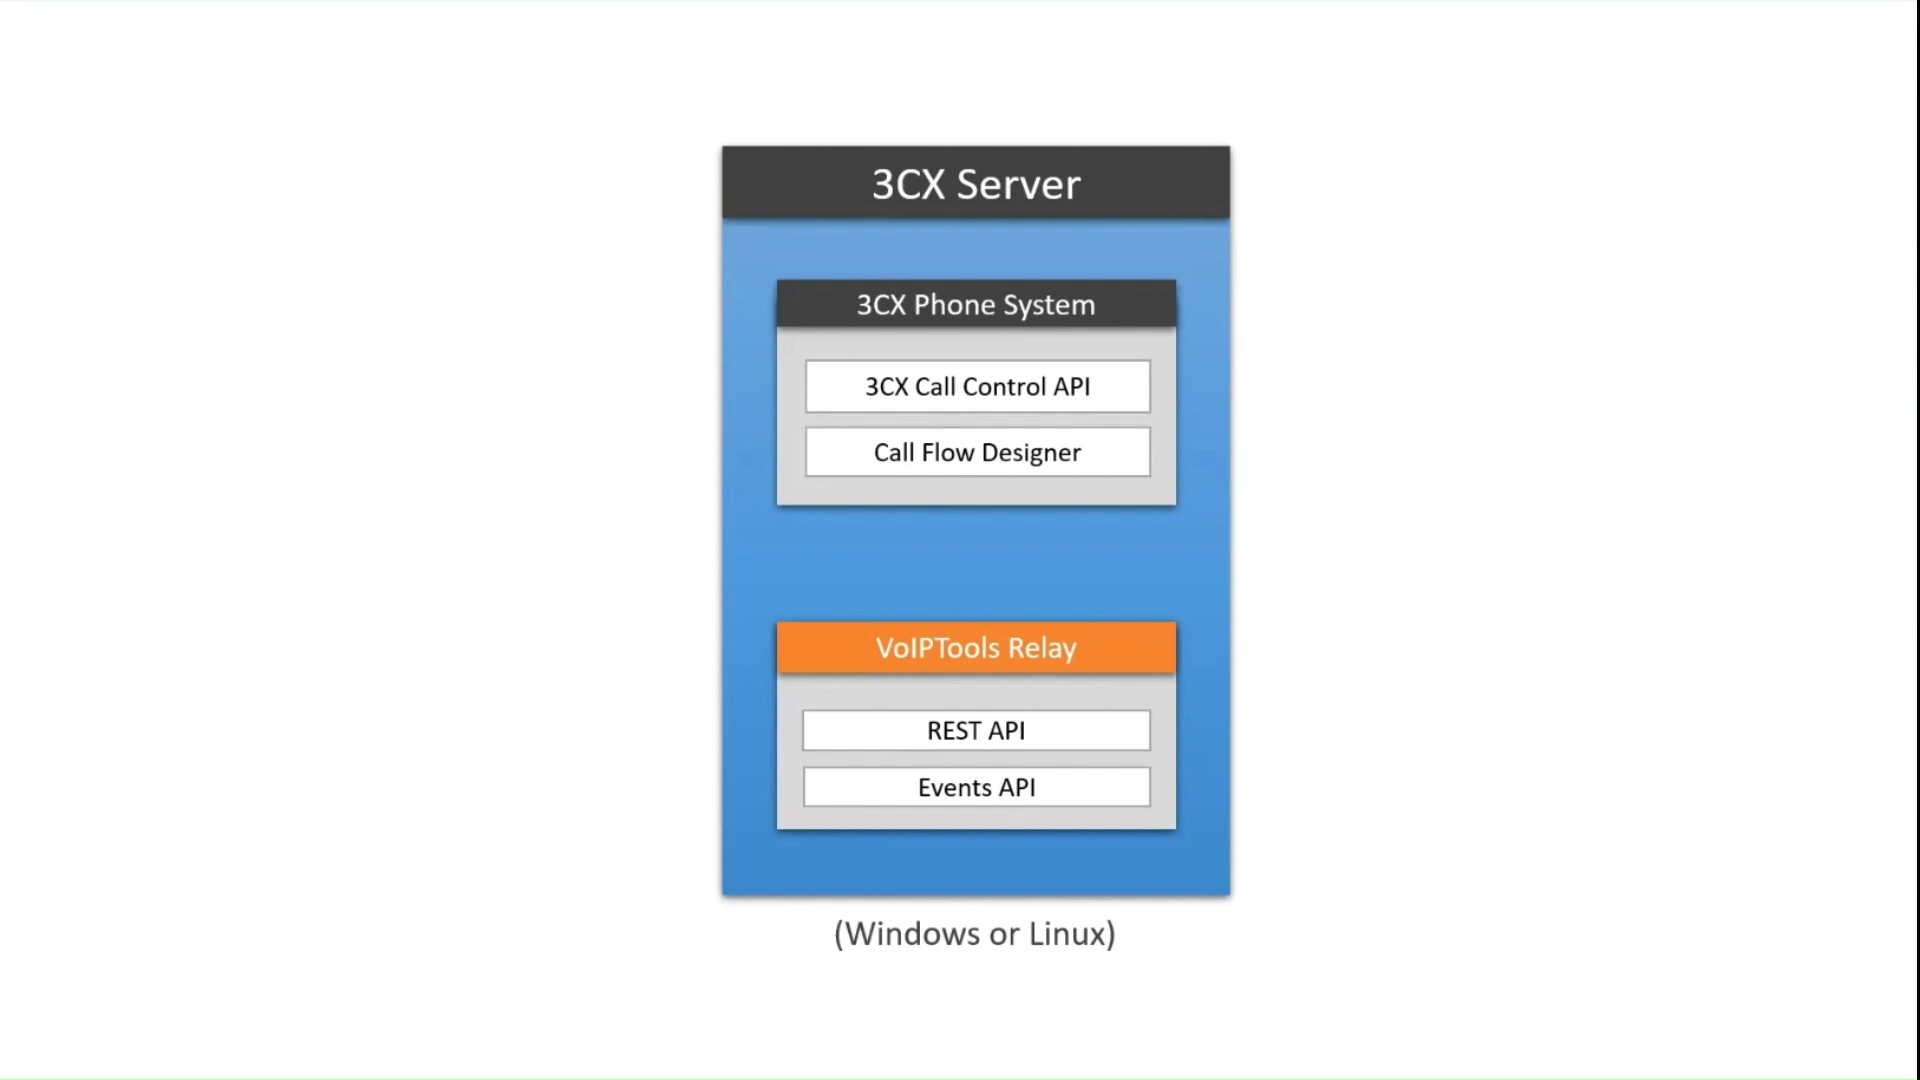 3CX Server
3CX Phone System
3CX Call Control API
Call Flow Designer
VoIPTools Relay
REST API
Events API
(Windows or Linux)